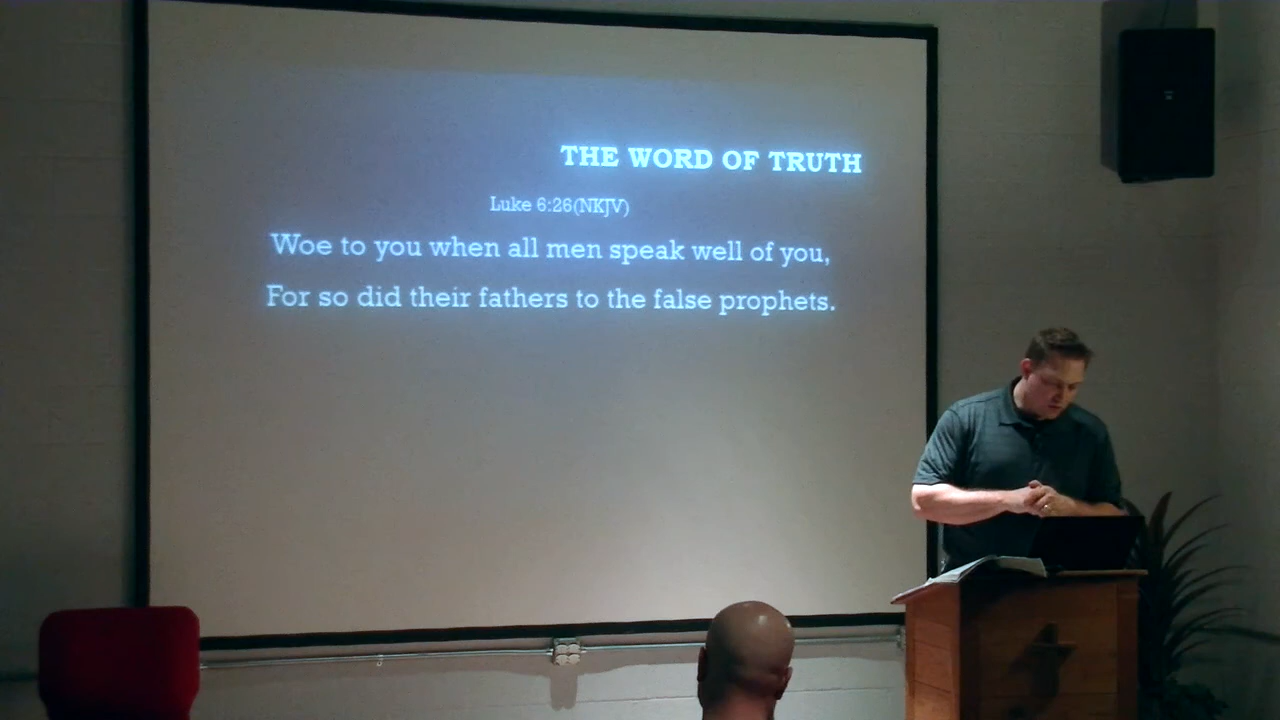 THE WORD OF TRUTH
Luke 6:26(NKJV)
Woe to you when all men speak well of you,
For so did their fathers to the false prophets.